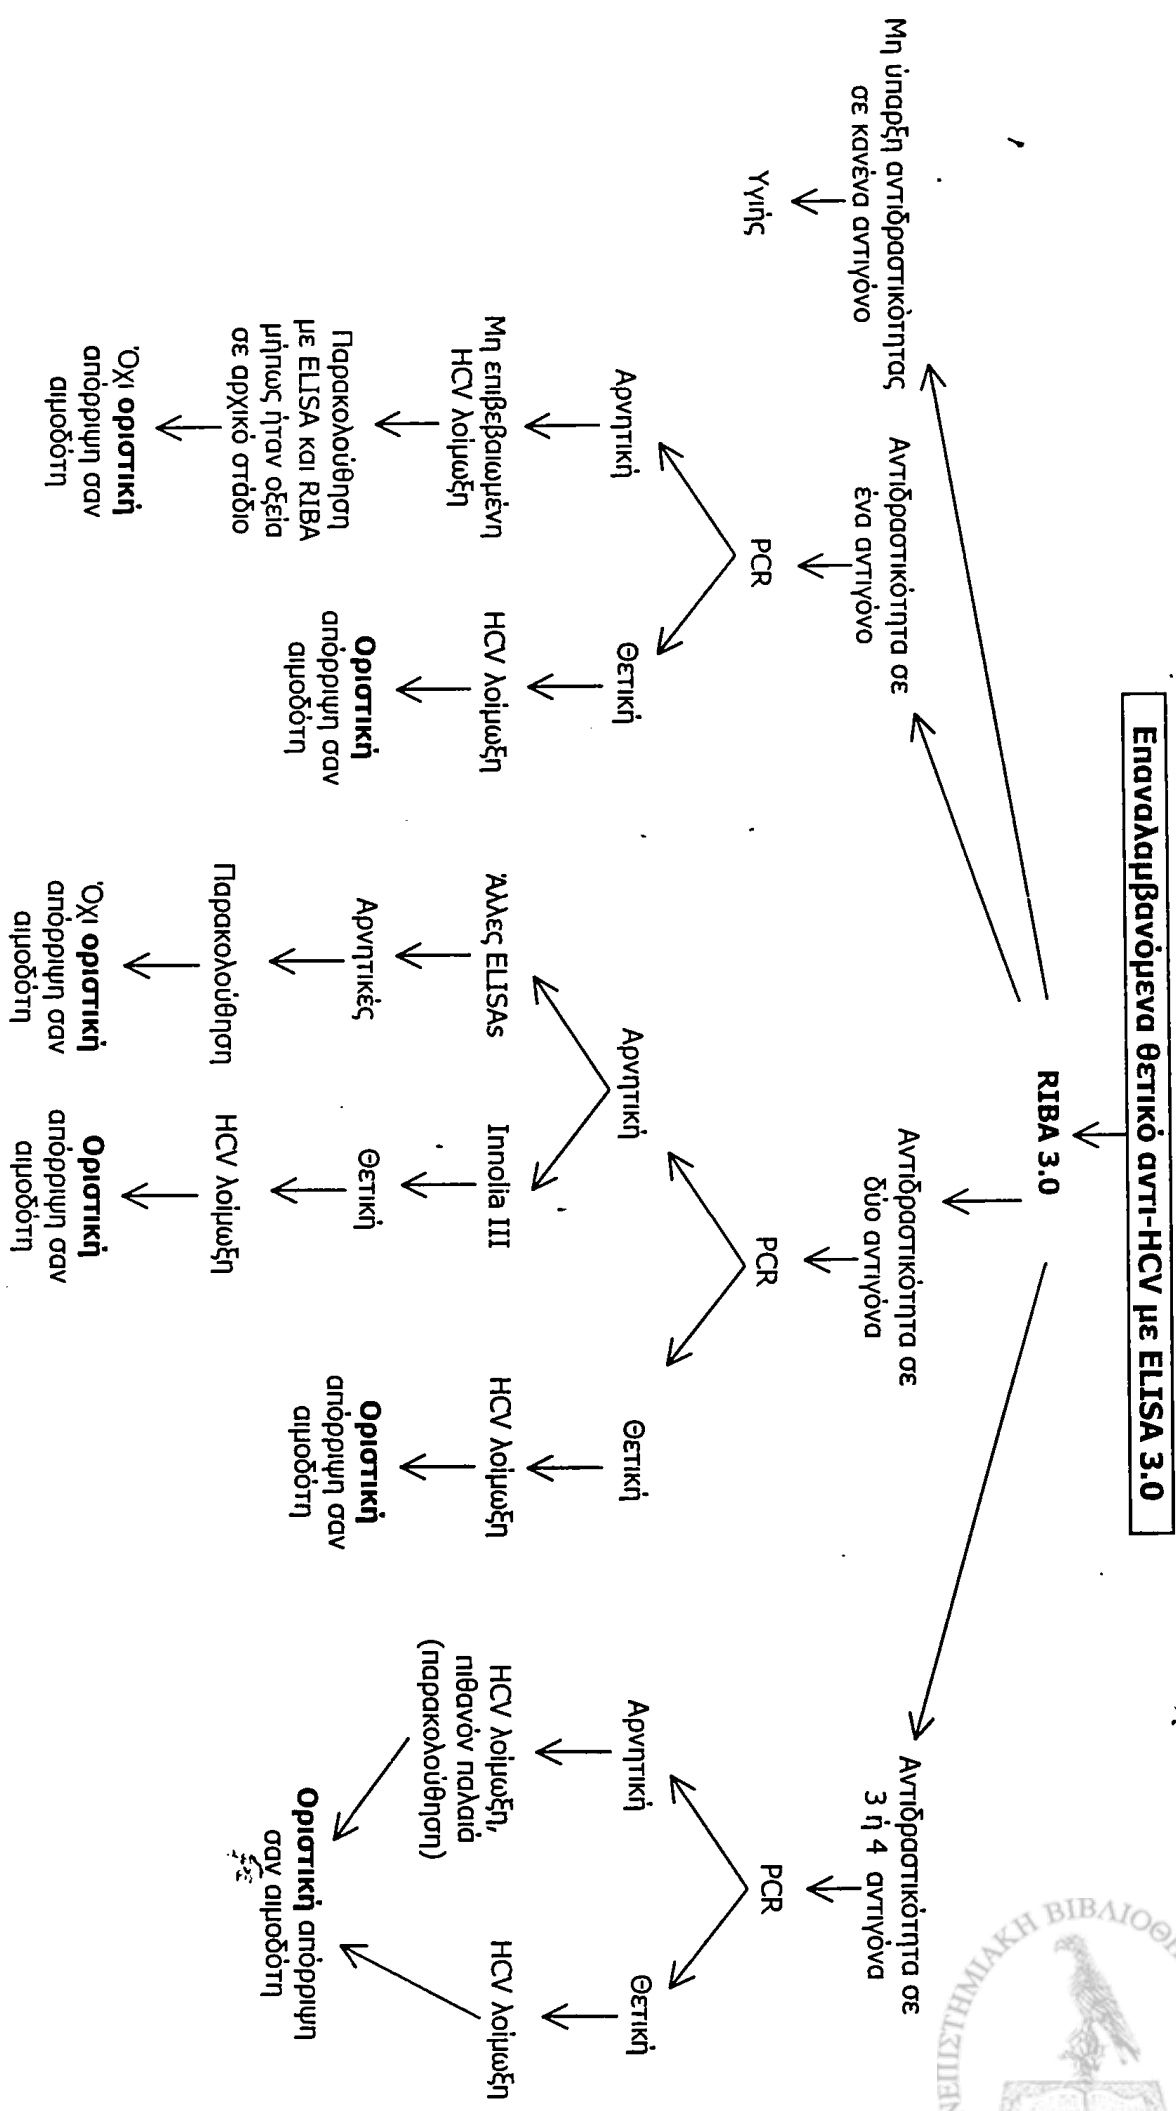 Επαναλαμβανόμενα θετικό αντι-HCV με ELISA 3.0
RIBA 3.0
Μη ύπαρξη αντιδραστικότητας
σε κανένα αντιγόνο
Υγιής
Αντιδραστικότητα σε
ένα αντιγόνο
PCR
Αρνητική
Μη επιβεβαιωμένη
HCV λοίμωξη
Παρακολούθηση
με ELISA και RIBA
μήπως ήταν οξεία
σε αρχικό στάδιο
Όχι οριστική
απόρριψη σαν
αιμοδότη
Θετική
HCV λοίμωξη
Οριστική
απόρριψη σαν
αιμοδότη
Αντιδραστικότητα σε
δύο αντιγόνα
PCR
Αρνητική
Άλλες ELISAs
Αρνητικές
Παρακολούθηση
Όχι οριστική
απόρριψη σαν
αιμοδότη
Innolia III
Θετική
HCV λοίμωξη
Οριστική
απόρριψη σαν
αιμοδότη
Θετική
HCV λοίμωξη
Οριστική
απόρριψη σαν
αιμοδότη
Αντιδραστικότητα σε
3 ή 4 αντιγόνα
PCR
Αρνητική
HCV λοίμωξη,
πιθανόν παλαιά
(παρακολούθηση)
Θετική
HCV λοίμωξη
Οριστική απόρριψη
σαν αιμοδότη